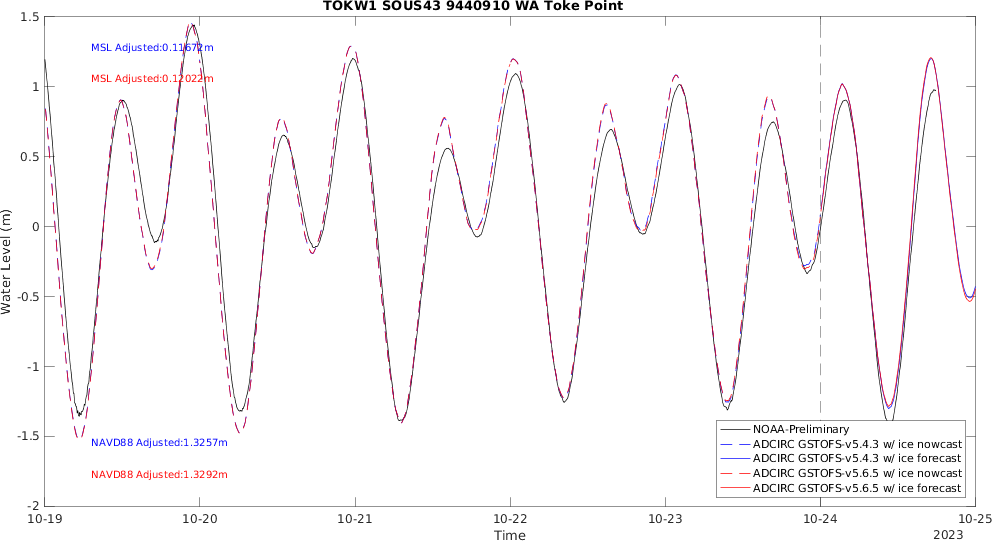 TOKW1 SOUS43 9440910 WA Toke Point
1.5
MSL Adjusted:0.11672m
MSL Adjusted:0.12022m
1
0.5
0
-0.5
-1
-1.5
-2
Water Level (m)
NAVD88 Adjusted:1.3257m
NAVD88 Adjusted:1.3292m
NOAA-Preliminary
ADCIRC GSTOFS-v5.4.3 w/ ice nowcast
ADCIRC GSTOFS-v5.4.3 w/ ice forecast
ADCIRC GSTOFS-v5.6.5 w/ ice nowcast
ADCIRC GSTOFS-v5.6.5 w/ ice forecast
10-19 10-20 10-21 10-22 10-23 10-24 10-25
Time
2023